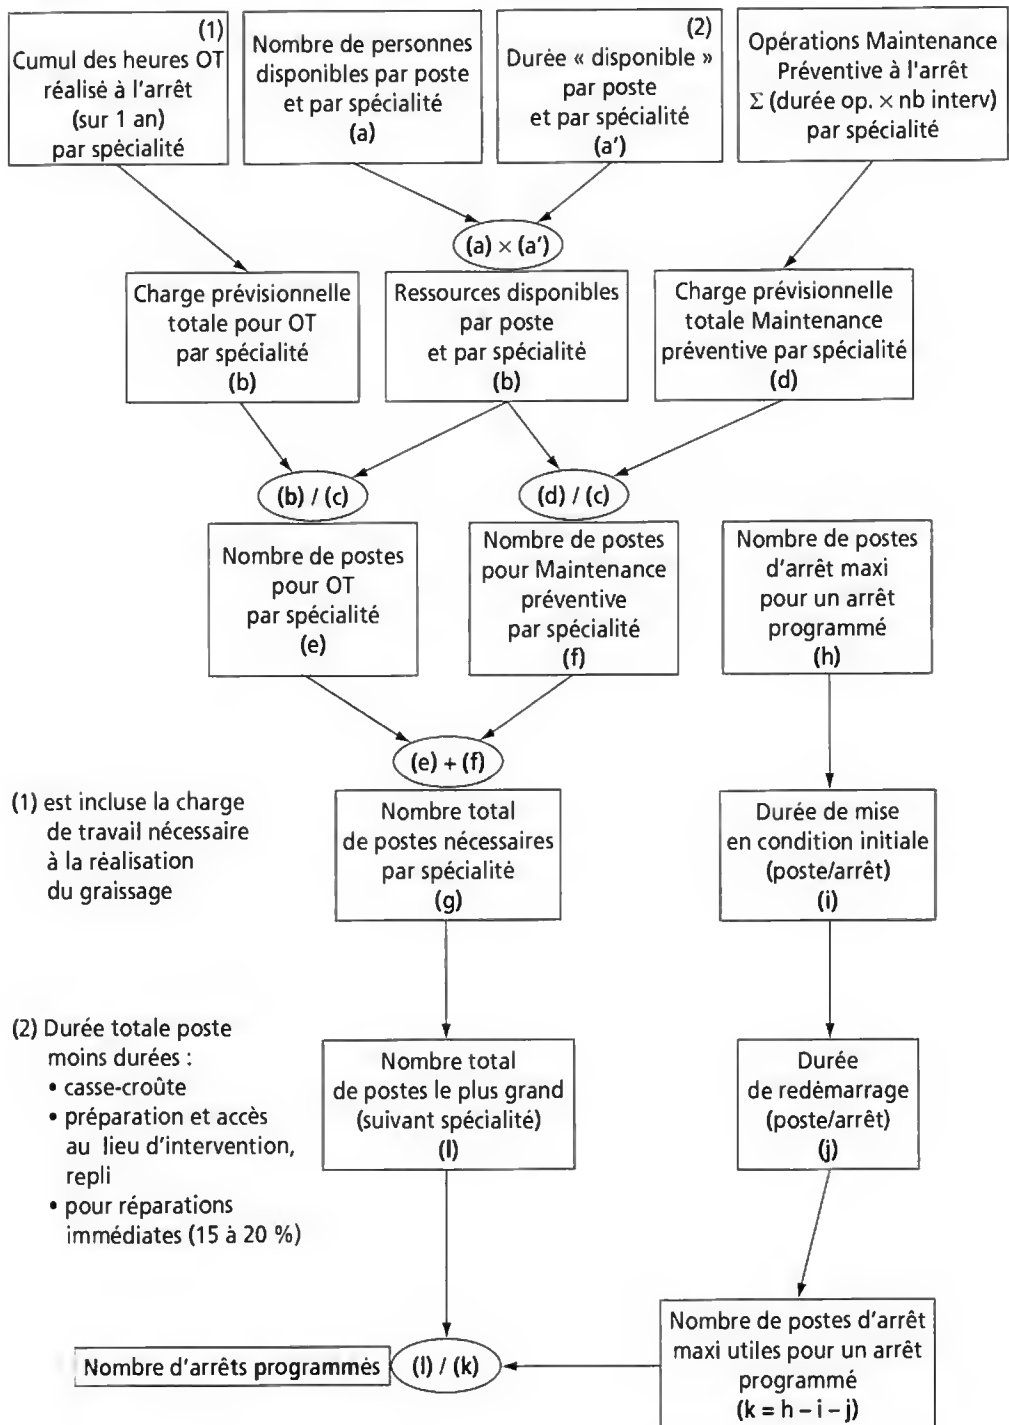 (1)
Cumul des heures OT
réalisé à l'arrêt
(sur 1 an)
par spécialité
Nombre de personnes
disponibles par poste
et par spécialité
(a)
(2)
Durée « disponible »
par poste
et par spécialité
(a')
Opérations Maintenance
Préventive à l'arrêt
Σ (durée op. × nb interv)
par spécialité
(a) × (a')
Charge prévisionnelle
totale pour OT
par spécialité
(b)
Ressources disponibles
par poste
et par spécialité
(b)
Charge prévisionnelle
totale Maintenance
préventive par spécialité
(d)
(b) / (c)
(d) / (c)
Nombre de postes
pour OT
par spécialité
(e)
Nombre de postes
pour Maintenance
préventive
par spécialité
(f)
Nombre de postes
d'arrêt maxi
pour un arrêt
programmé
(h)
(e) + (f)
(1) est incluse la charge
de travail nécessaire
à la réalisation
du graissage
Nombre total
de postes nécessaires
par spécialité
(g)
Durée de mise
en condition initiale
(poste/arrêt)
(i)
(2) Durée totale poste
moins durées :
• casse-croûte
• préparation et accès
au lieu d'intervention,
repli
• pour réparations
immédiates (15 à 20 %)
Nombre total
de postes le plus grand
(suivant spécialité)
(l)
Durée
de redémarrage
(poste/arrêt)
(j)
Nombre d'arrêts programmés
(l) / (k)
Nombre de postes d'arrêt
maxi utiles pour un arrêt
programmé
(k = h – i – j)